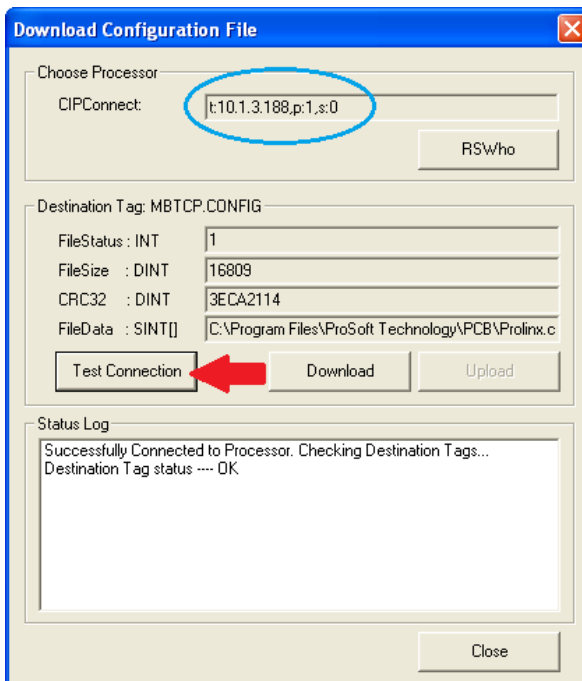 Download Configuration File
Choose Processor
CIPConnect:
t:10.1.3.188,p:1,s:0
RSWho
Destination Tag: MBTCP.CONFIG
FileStatus : INT
1
FileSize : DINT
16809
CRC32 : DINT
3ECA2114
FileData : SINT[]
C:\Program Files\ProSoft Technology\PCB\Prolinx.c
Test Connection
Download
Upload
Status Log
Successfully Connected to Processor. Checking Destination Tags...
Destination Tag status ---- OK
Close